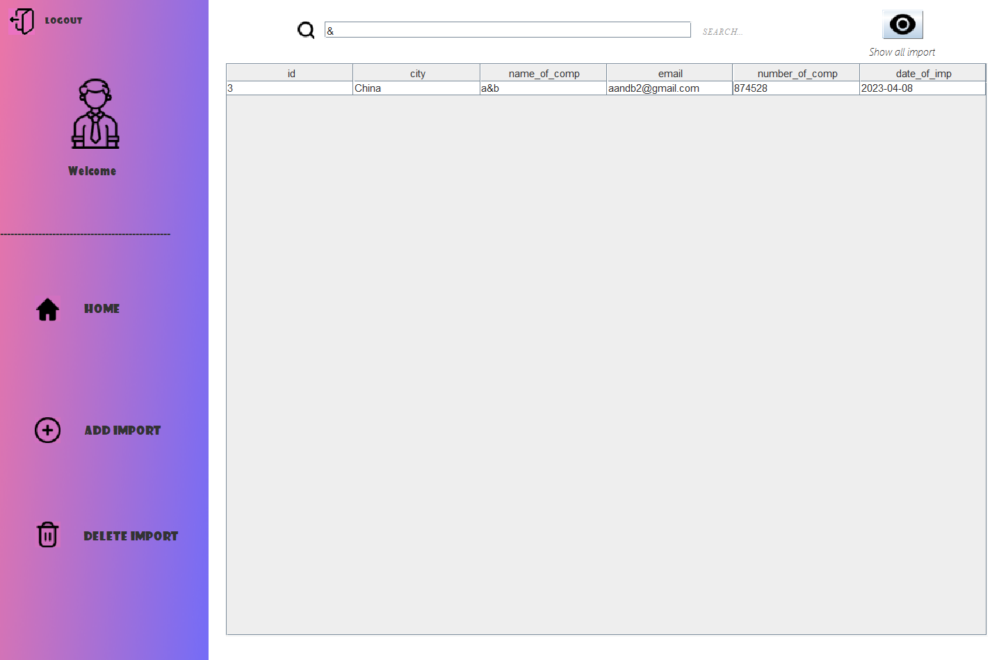 LOGOUT
&
SEARCH...
Show all import
id city name_of_comp email number_of_comp date_of_imp
3 China a&b aandb2@gmail.com 874528 2023-04-08
Welcome
-------------------------------------------------
HOME
ADD IMPORT
DELETE IMPORT